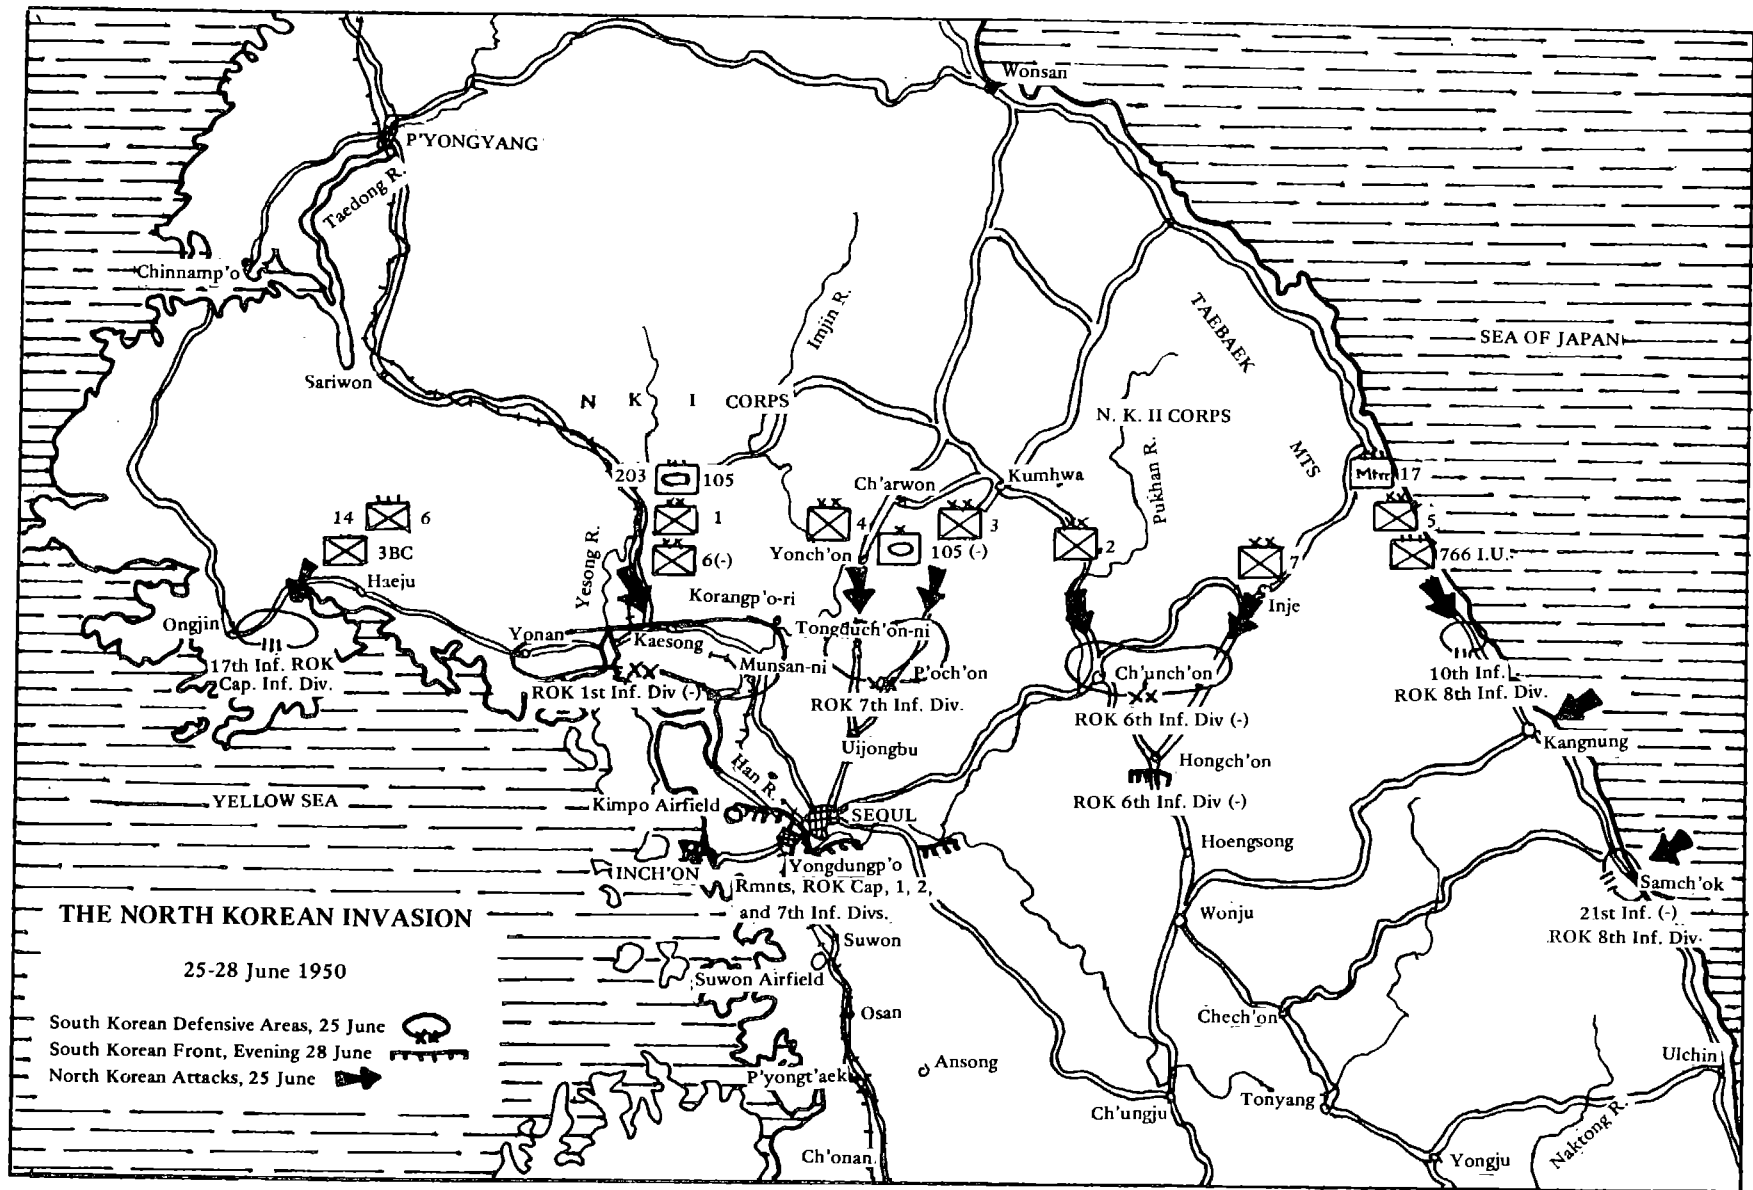 Wonsan
P'YONGYANG
Taedong R.
Chinnamp'o
Imjin R.
TAEBAEK
SEA OF JAPAN
Sariwon
N K I CORPS
N. K. II CORPS
MTS
Pukhan R.
203 105
Ch'arwon
Kumhwa
Mtrr 17
14 6
1
4
3
5
3BC
6(-)
Yonch'on
105 (-)
2
7
766 I.U.
Yesong R.
Haeju
Korangp'o-ri
Inje
Ongjin
Yonan
Kaesong
Tongduch'on-ni
17th Inf. ROK
Cap. Inf. Div.
Munsan-ni
P'och'on
Ch'unch'on
10th Inf.
ROK 8th Inf. Div.
ROK 1st Inf. Div (-)
ROK 7th Inf. Div.
ROK 6th Inf. Div (-)
Uijongbu
Kangnung
Hongch'on
Han R.
YELLOW SEA
Kimpo Airfield
SEOUL
ROK 6th Inf. Div (-)
Hoengsong
INCH'ON
Yongdungp'o
Rmnts, ROK Cap, 1, 2,
and 7th Inf. Divs.
Samch'ok
21st Inf. (-)
ROK 8th Inf. Div.
Wonju
THE NORTH KOREAN INVASION
25-28 June 1950
Suwon
Suwon Airfield
Osan
Chech'on
South Korean Defensive Areas, 25 June
South Korean Front, Evening 28 June
North Korean Attacks, 25 June
Ansong
Ulchin
P'yongt'aek
Ch'ungju
Tonyang
Naktong R.
Ch'onan
Yongju